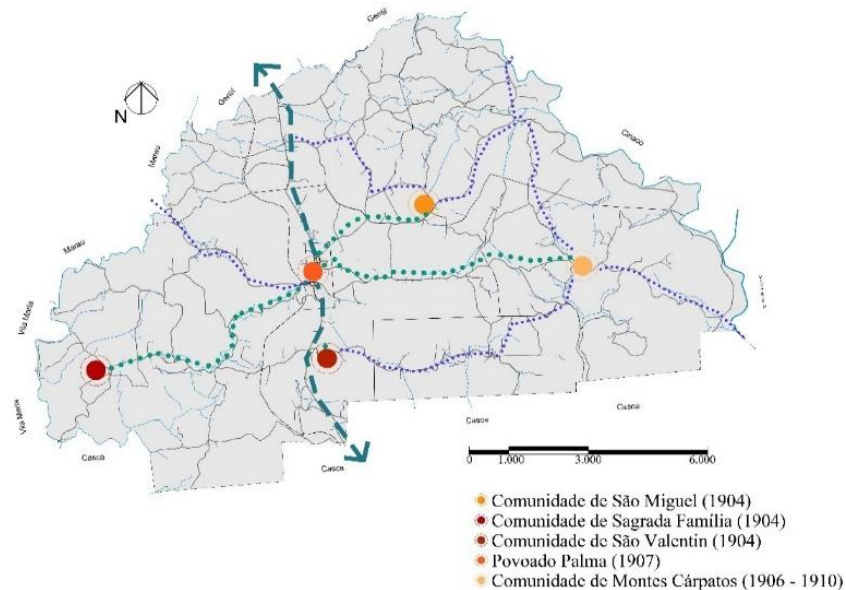 Gentil
Gentil
Ciriaco
Marau
Marau
Vila Maria
Vila Maria
Casca
Casca
Casca
Casca
N
0 1.000 3.000 6.000
Comunidade de São Miguel (1904)
Comunidade de Sagrada Família (1904)
Comunidade de São Valentin (1904)
Povoado Palma (1907)
Comunidade de Montes Cárpatos (1906 - 1910)